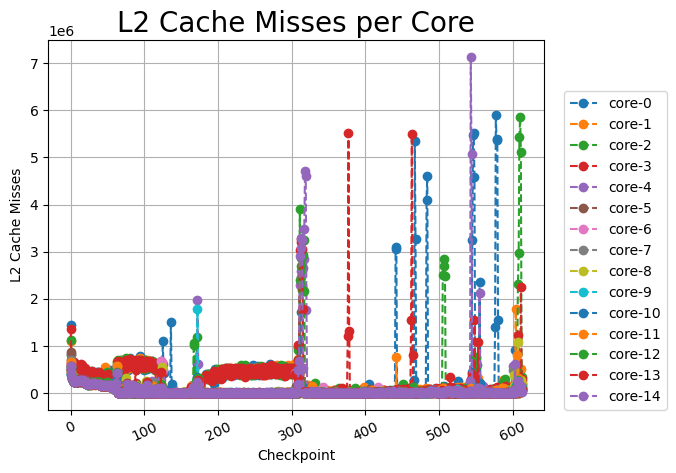 L2 Cache Misses per Core
1e6
7
6
5
4
3
2
1
0
L2 Cache Misses
0
100
200
300
400
500
600
Checkpoint
core-0
core-1
core-2
core-3
core-4
core-5
core-6
core-7
core-8
core-9
core-10
core-11
core-12
core-13
core-14